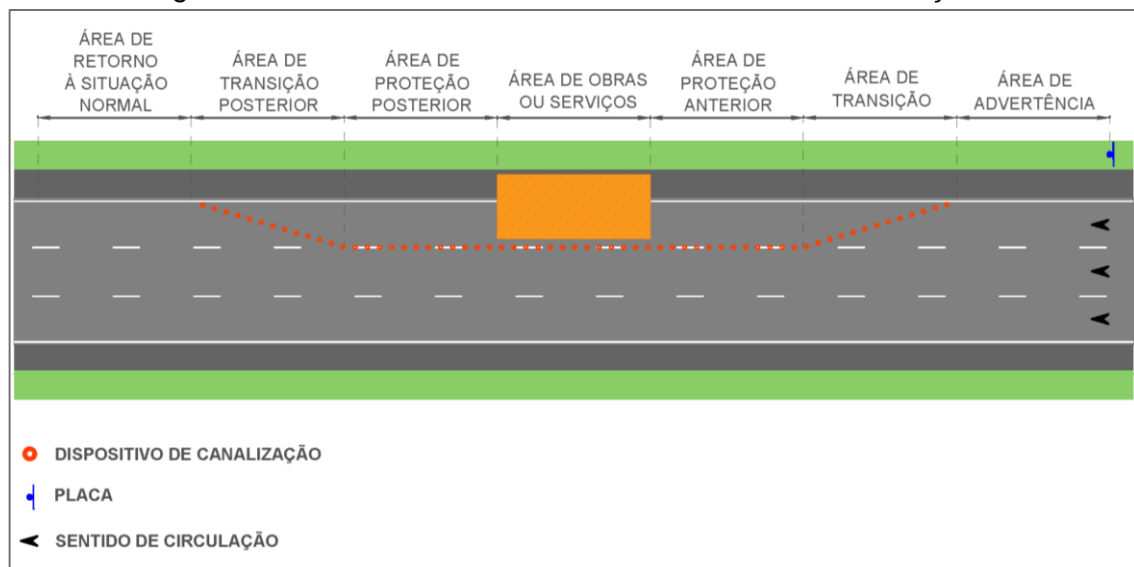 ÁREA DE
RETORNO
À SITUAÇÃO
NORMAL
ÁREA DE
TRANSIÇÃO
POSTERIOR
ÁREA DE
PROTEÇÃO
POSTERIOR
ÁREA DE OBRAS
OU SERVIÇOS
ÁREA DE
PROTEÇÃO
ANTERIOR
ÁREA DE
TRANSIÇÃO
ÁREA DE
ADVERTÊNCIA
DISPOSITIVO DE CANALIZAÇÃO
PLACA
SENTIDO DE CIRCULAÇÃO